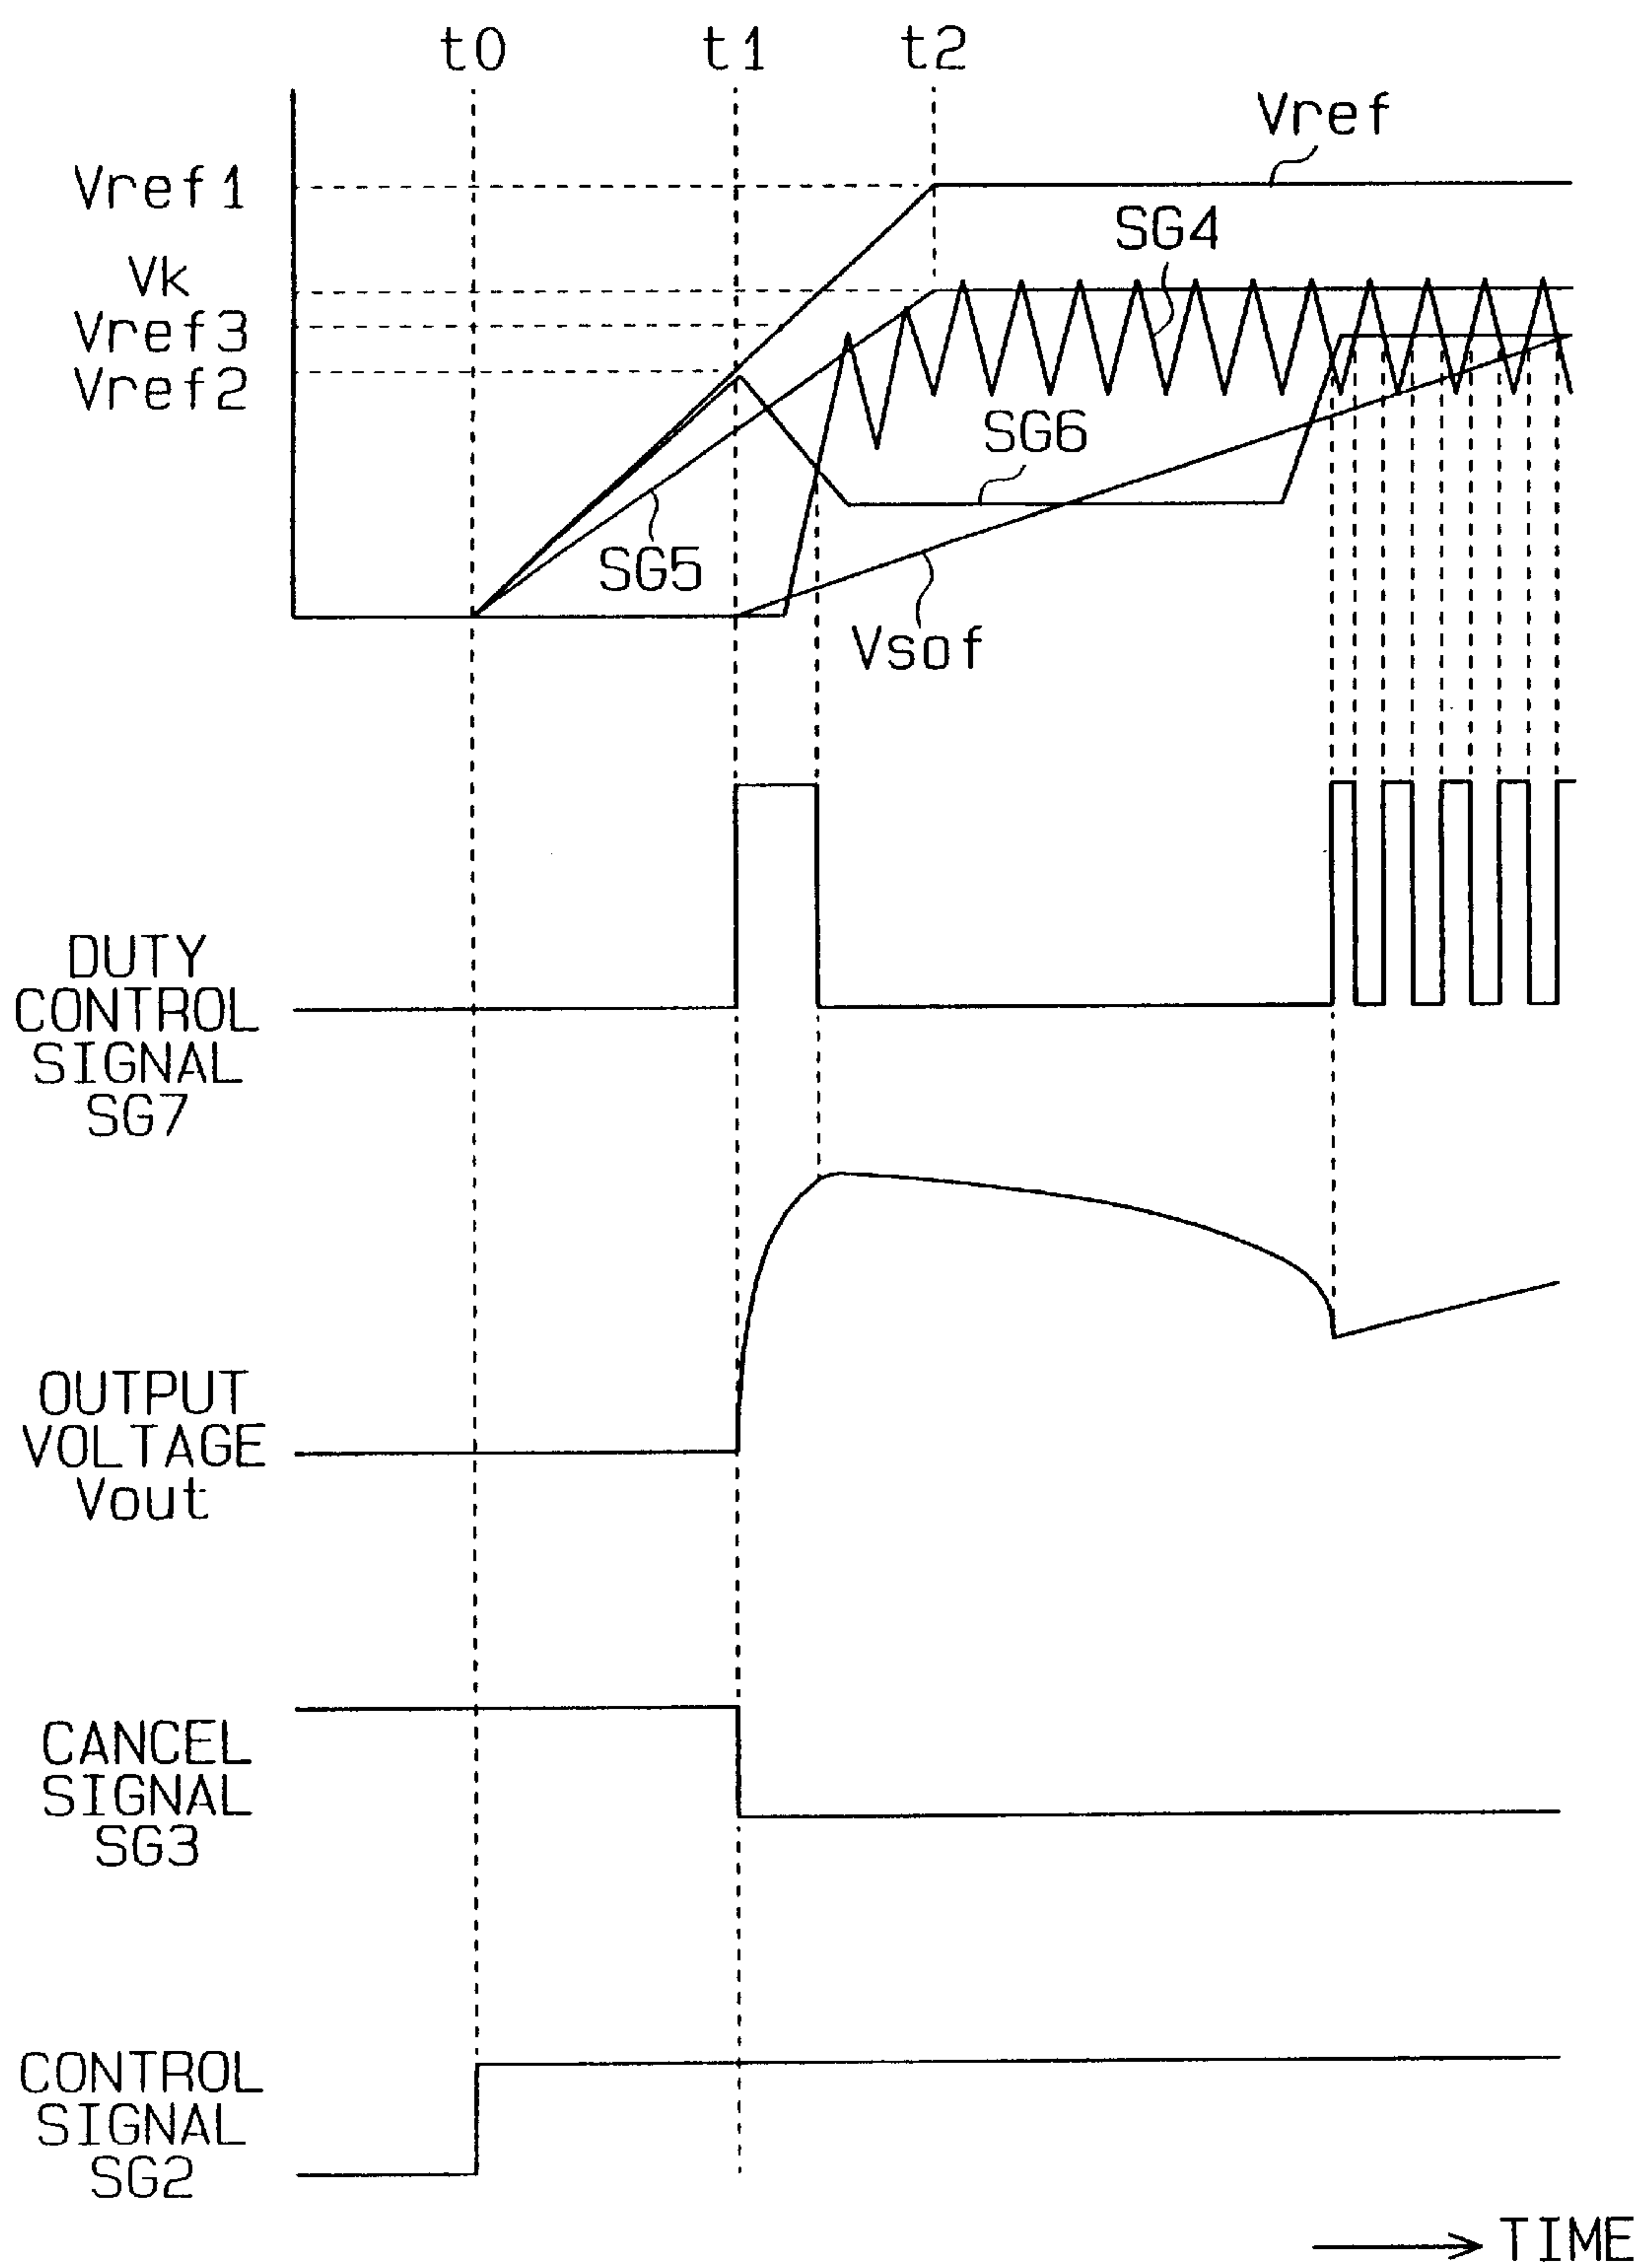 t0 t1 t2
Vref
Vref1
SG4
Vk
Vref3
Vref2
SG6
SG5
Vsof
DUTY
CONTROL
SIGNAL
SG7
OUTPUT
VOLTAGE
Vout
CANCEL
SIGNAL
SG3
CONTROL
SIGNAL
SG2
TIME